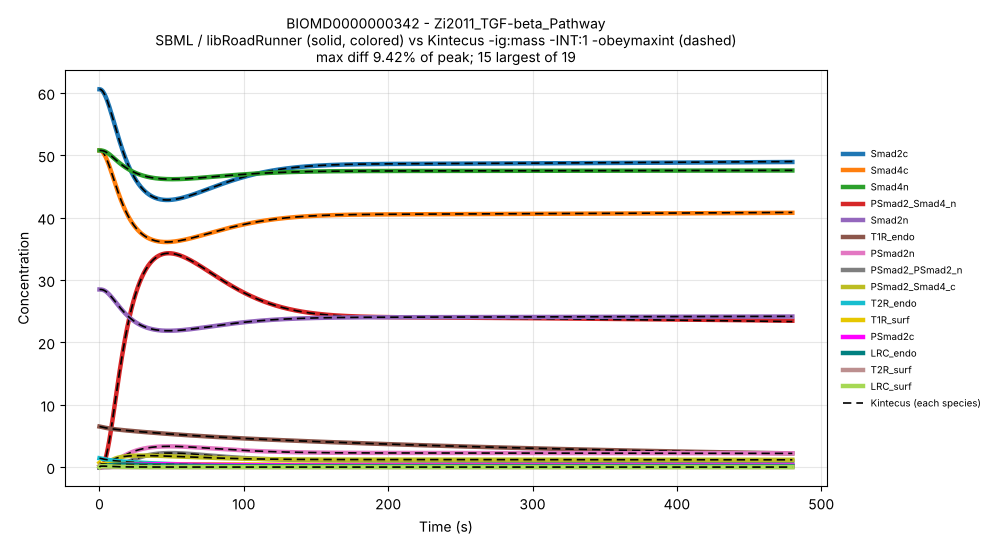 BIOMD0000000342 - Zi2011_TGF-beta_Pathway
SBML / libRoadRunner (solid, colored) vs Kintecus -ig:mass -INT:1 -obeymaxint (dashed)
max diff 9.42% of peak; 15 largest of 19
Concentration
60
50
40
30
20
10
0
0
100
200
300
400
500
Time (s)
Smad2c
Smad4c
Smad4n
PSmad2_Smad4_n
Smad2n
T1R_endo
PSmad2n
PSmad2_PSmad2_n
PSmad2_Smad4_c
T2R_endo
T1R_surf
PSmad2c
LRC_endo
T2R_surf
LRC_surf
Kintecus (each species)